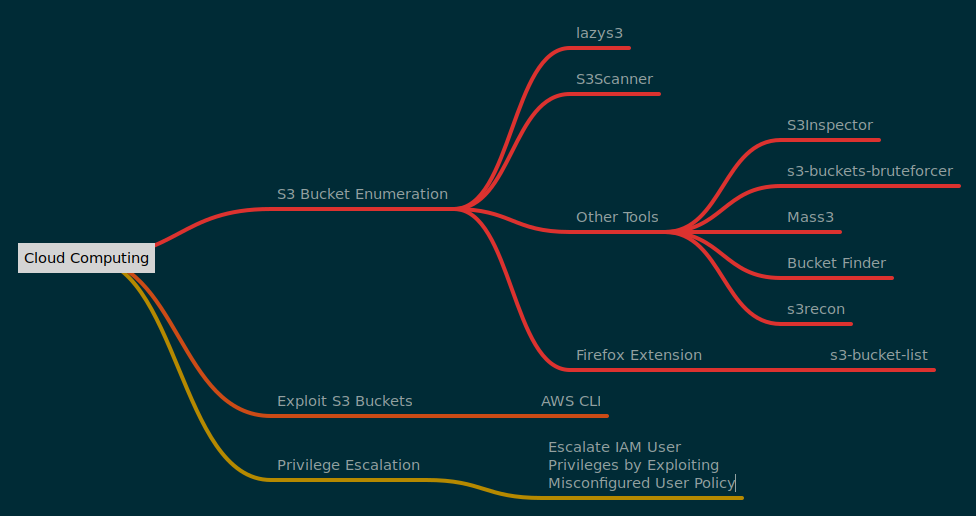 Cloud Computing
S3 Bucket Enumeration
lazys3
S3Scanner
Other Tools
S3Inspector
s3-buckets-bruteforcer
Mass3
Bucket Finder
s3recon
Firefox Extension
s3-bucket-list
Exploit S3 Buckets
AWS CLI
Privilege Escalation
Escalate IAM User
Privileges by Exploiting
Misconfigured User Policy